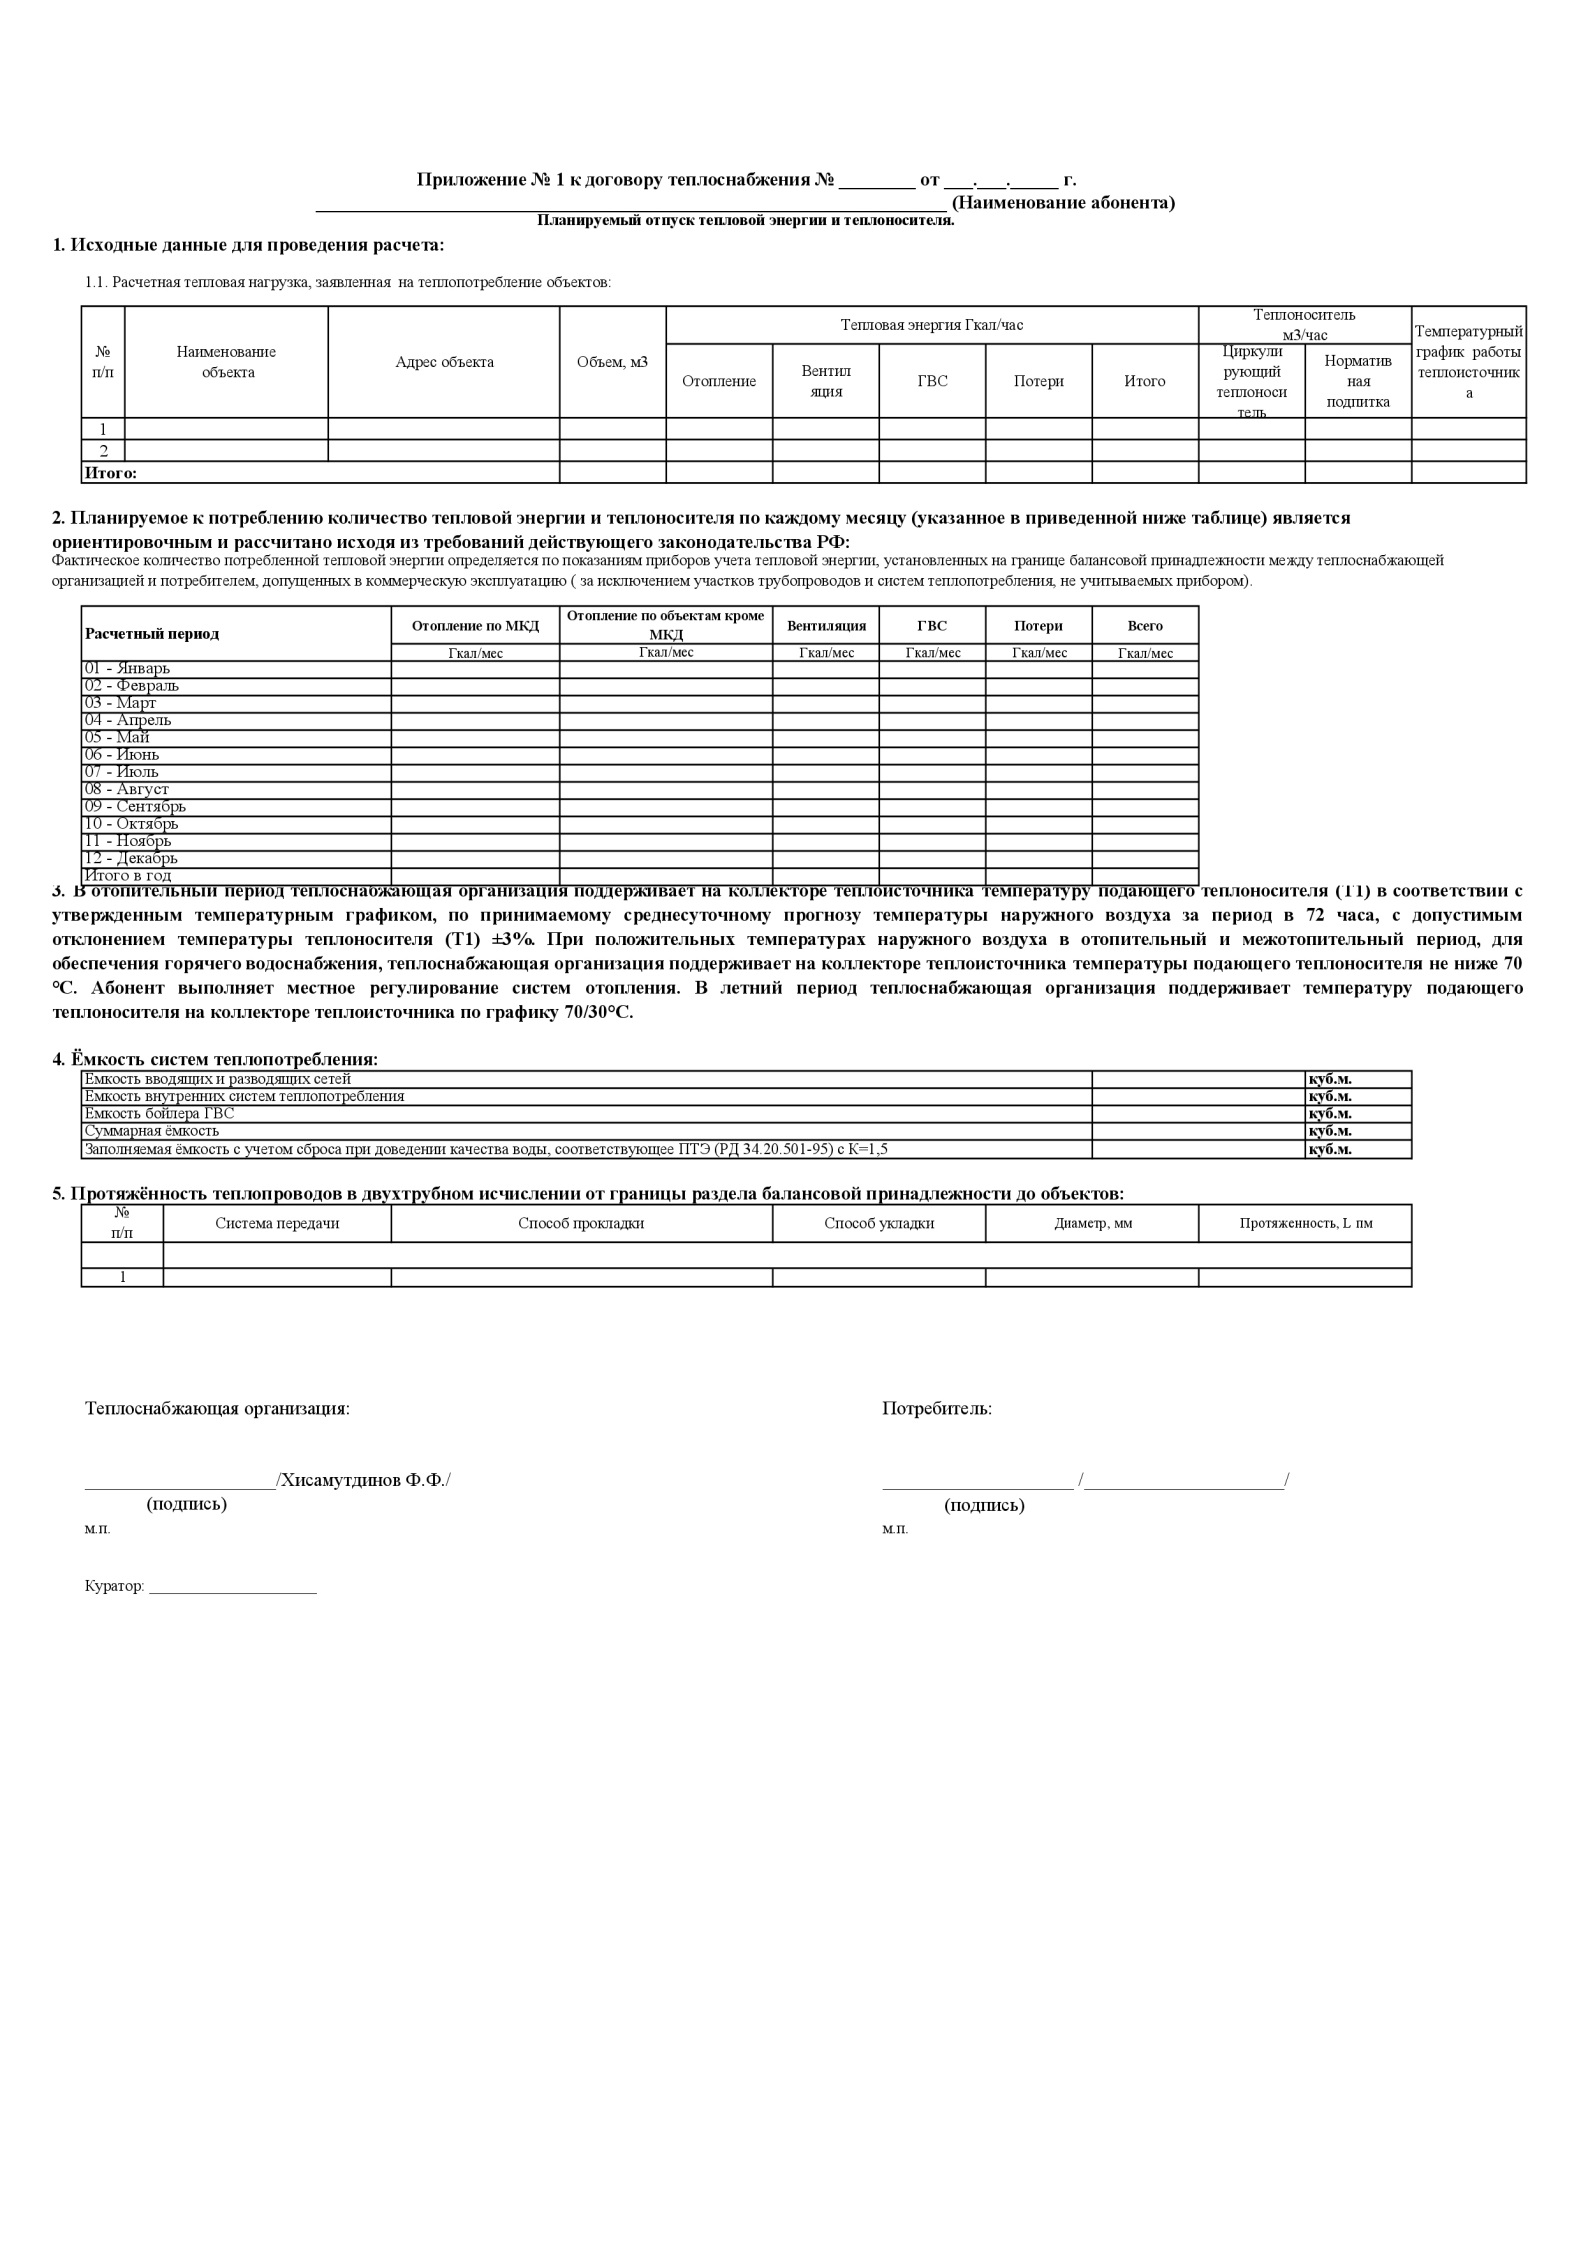 Приложение № 1 к договору теплоснабжения № ________ от ___.___._____ г.
__________________________________________________________________ (Наименование абонента)
Планируемый отпуск тепловой энергии и теплоносителя.
1. Исходные данные для проведения расчета:
1.1. Расчетная тепловая нагрузка, заявленная на теплопотребление объектов:
№
п/п
Наименование
объекта
Адрес объекта
Объем, м3
Тепловая энергия Гкал/час
Отопление
Вентил
яция
ГВС
Потери
Итого
Теплоноситель
м3/час
Циркули
рующий
теплоноси
тель
Норматив
ная
подпитка
Температурный
график работы
теплоисточник
а
1
2
Итого:
2. Планируемое к потреблению количество тепловой энергии и теплоносителя по каждому месяцу (указанное в приведенной ниже таблице) является
ориентировочным и рассчитано исходя из требований действующего законодательства РФ:
Фактическое количество потребленной тепловой энергии определяется по показаниям приборов учета тепловой энергии, установленных на границе балансовой принадлежности между теплоснабжающей
организацией и потребителем, допущенных в коммерческую эксплуатацию ( за исключением участков трубопроводов и систем теплопотребления, не учитываемых прибором).
Расчетный период
Отопление по МКД
Отопление по объектам кроме
МКД
Вентиляция
ГВС
Потери
Всего
Гкал/мес Гкал/мес Гкал/мес Гкал/мес Гкал/мес Гкал/мес
01 - Январь
02 - Февраль
03 - Март
04 - Апрель
05 - Май
06 - Июнь
07 - Июль
08 - Август
09 - Сентябрь
10 - Октябрь
11 - Ноябрь
12 - Декабрь
Итого в год
3. В отопительный период теплоснабжающая организация поддерживает на коллекторе теплоисточника температуру подающего теплоносителя (Т1) в соответствии с
утвержденным температурным графиком, по принимаемому среднесуточному прогнозу температуры наружного воздуха за период в 72 часа, с допустимым
отклонением температуры теплоносителя (Т1) ±3%. При положительных температурах наружного воздуха в отопительный и межотопительный период, для
обеспечения горячего водоснабжения, теплоснабжающая организация поддерживает на коллекторе теплоисточника температуры подающего теплоносителя не ниже 70
°С. Абонент выполняет местное регулирование систем отопления. В летний период теплоснабжающая организация поддерживает температуру подающего
теплоносителя на коллекторе теплоисточника по графику 70/30°С.
4. Ёмкость систем теплопотребления:
Емкость вводящих и разводящих сетей куб.м.
Емкость внутренних систем теплопотребления куб.м.
Емкость бойлера ГВС куб.м.
Суммарная ёмкость куб.м.
Заполняемая ёмкость с учетом сброса при доведении качества воды, соответствующее ПТЭ (РД 34.20.501-95) с К=1,5 куб.м.
5. Протяжённость теплопроводов в двухтрубном исчислении от границы раздела балансовой принадлежности до объектов:
№
п/п
Система передачи
Способ прокладки
Способ укладки
Диаметр, мм
Протяженность, L пм
1
Теплоснабжающая организация: Потребитель:
____________________/Хисамутдинов Ф.Ф./ ____________________ /_____________________/
(подпись) (подпись)
м.п. м.п.
Куратор: _____________________